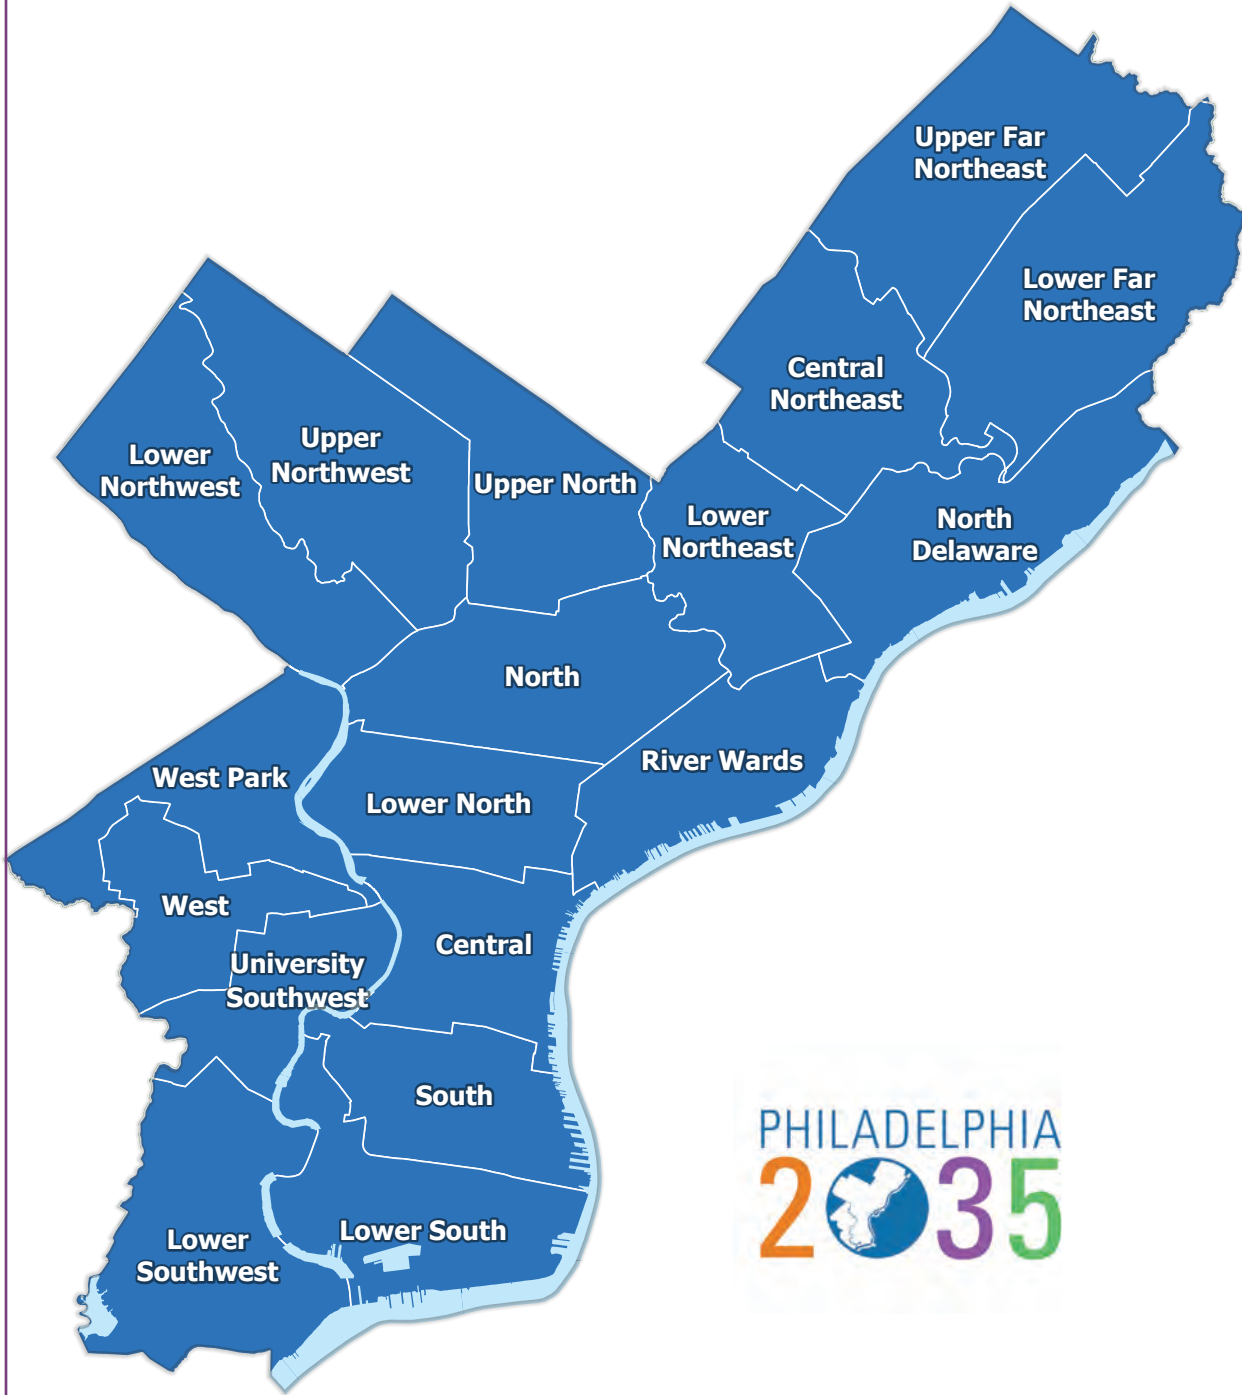 Upper Far
Northeast
Lower Far
Northeast
Central
Northeast
Upper
Northwest
Lower
Northwest
Upper North
Lower
Northeast
North
Delaware
North
River Wards
West Park
Lower North
West
Central
University
Southwest
South
Lower South
Lower
Southwest
PHILADELPHIA
2035